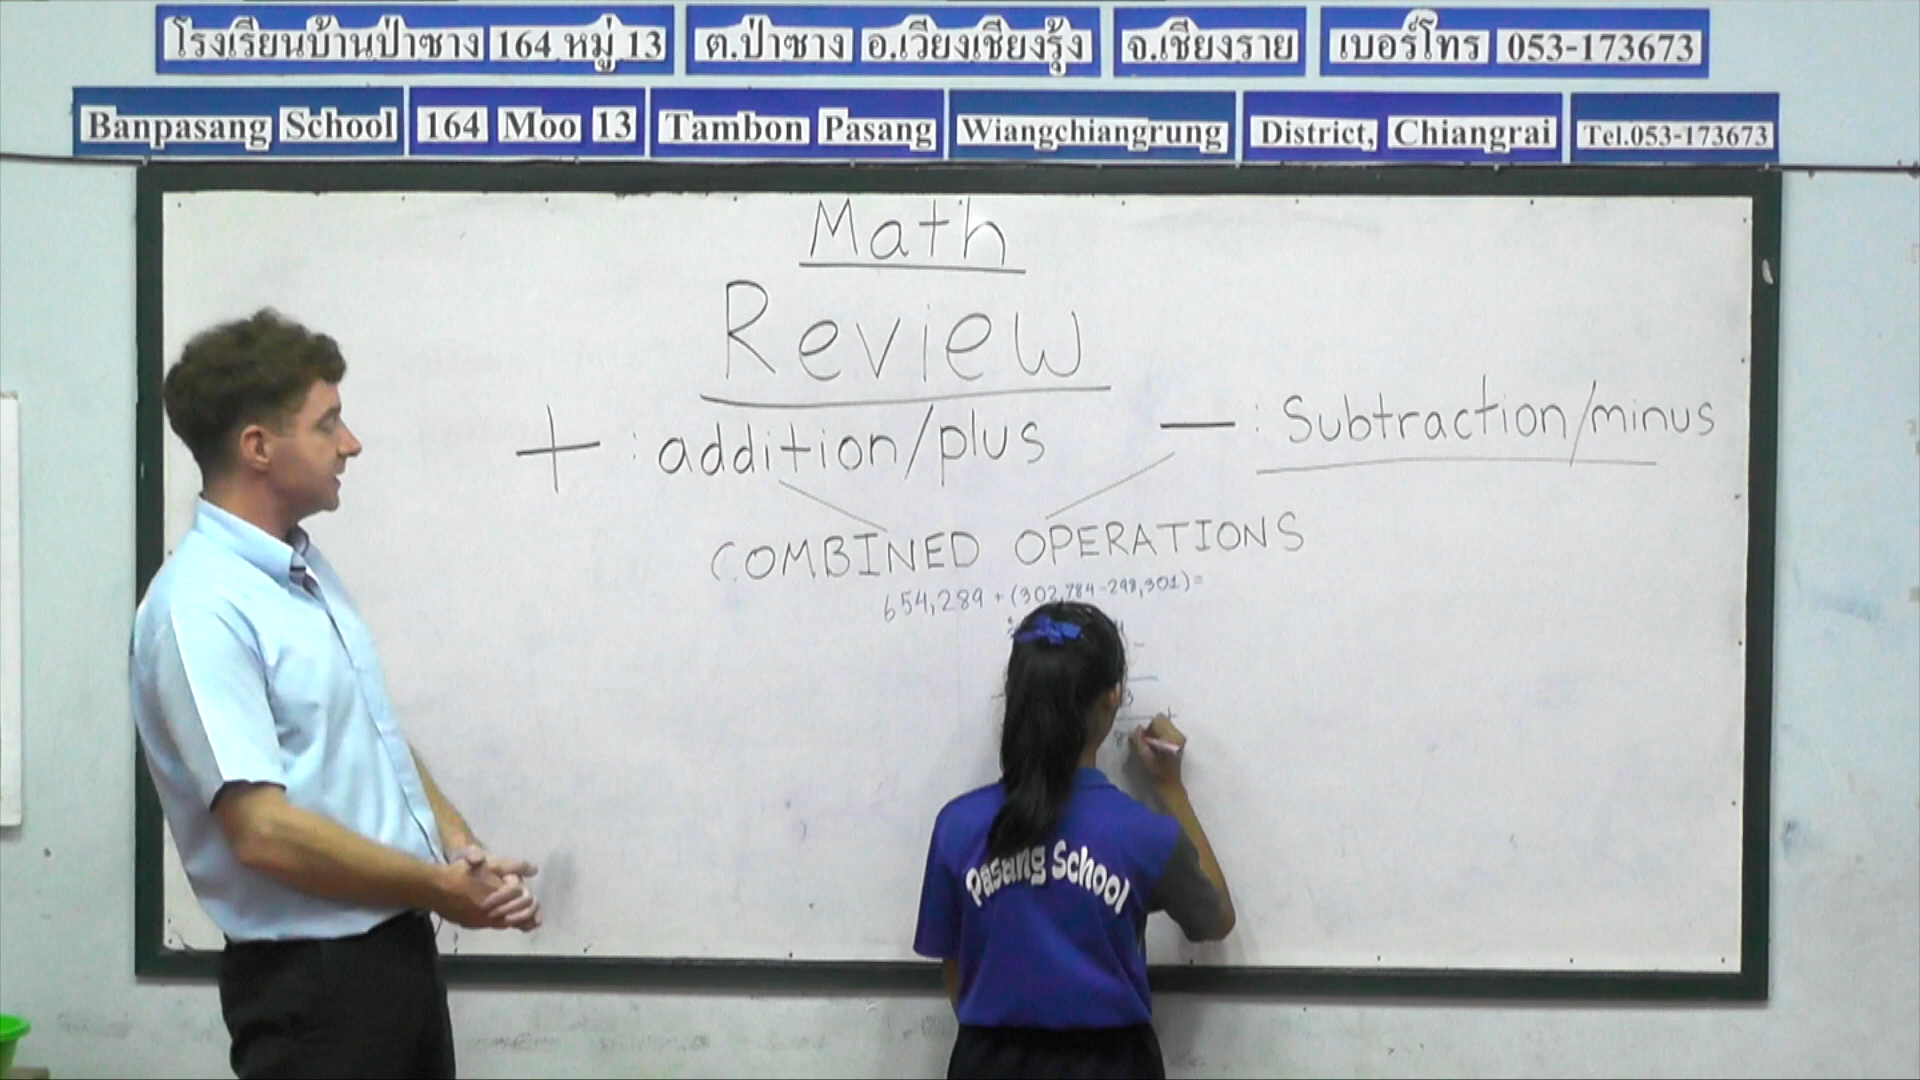 โรงเรียนบ้านป่าซาง 164 หมู่ 13 ต.ป่าซาง อ.เวียงเชียงรุ้ง จ.เชียงราย เบอร์โทร 053-173673
Banpasang School 164 Moo 13 Tambon Pasang Wiangchiangrung District, Chiangrai Tel.053-173673
Math
Review
+ : addition/plus — : Subtraction/minus
COMBINED OPERATIONS
654,289 + (302,784-298,301)=
Pasang School